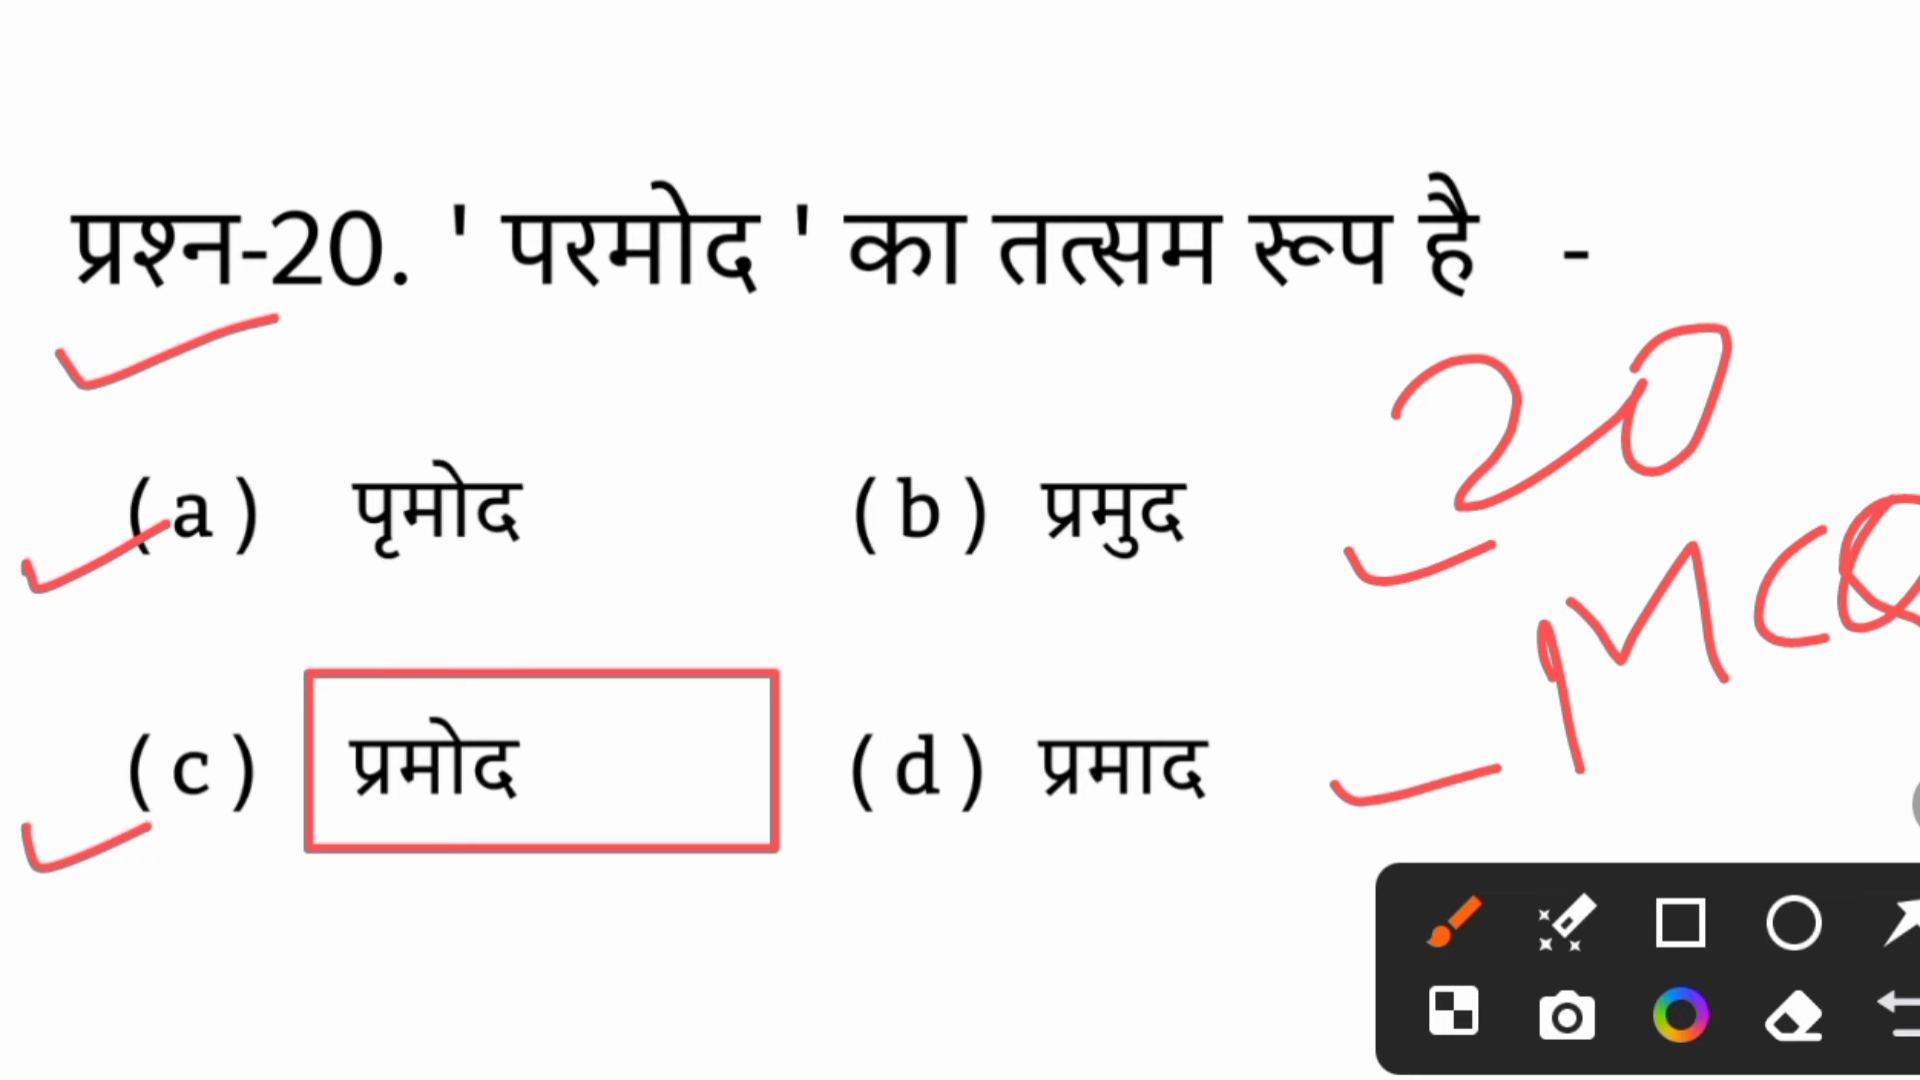 प्रश्न-20. ' परमोद ' का तत्सम रूप है -
20
(a) पृमोद (b) प्रमुद
MCQ
(c) प्रमोद (d) प्रमाद